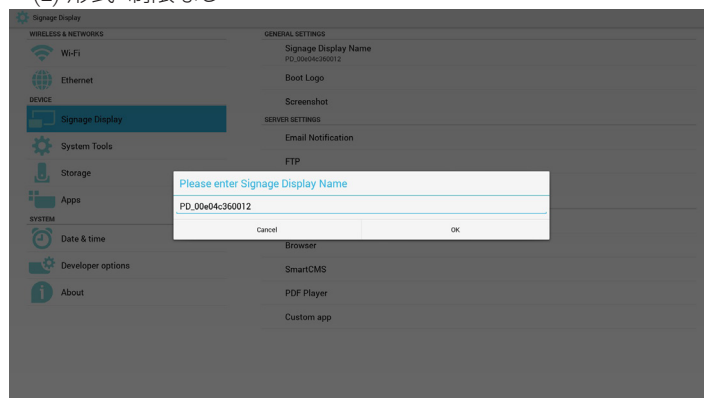 Signage Display
WIRELESS & NETWORKS
Wi-Fi
Ethernet
DEVICE
Signage Display
System Tools
Storage
Apps
SYSTEM
Date & time
Developer options
About
GENERAL SETTINGS
Signage Display Name
PD_00e04c360012
Boot Logo
Screenshot
SERVER SETTINGS
Email Notification
FTP
Please enter Signage Display Name
PD_00e04c360012
Cancel
OK
Browser
SmartCMS
PDF Player
Custom app